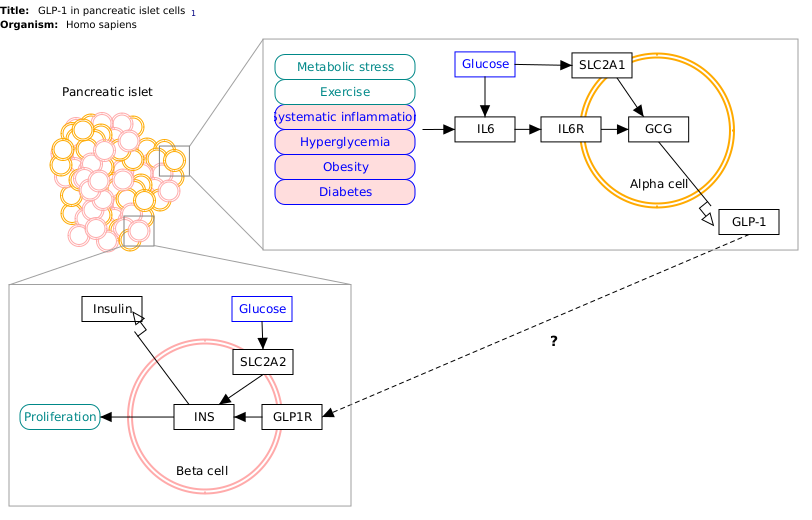 Title: GLP-1 in pancreatic islet cells 1
Organism: Homo sapiens
Pancreatic islet
Metabolic stress
Exercise
Systematic inflammation
Hyperglycemia
Obesity
Diabetes
Glucose
SLC2A1
IL6
IL6R
GCG
Alpha cell
GLP-1
?
Insulin
Glucose
SLC2A2
Proliferation
INS
GLP1R
Beta cell